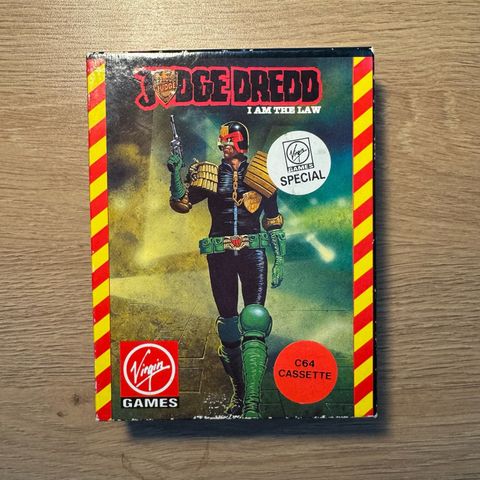 JUDGE DREDD
I AM THE LAW
Virgin
GAMES
SPECIAL
Virgin
GAMES
C64
CASSETTE